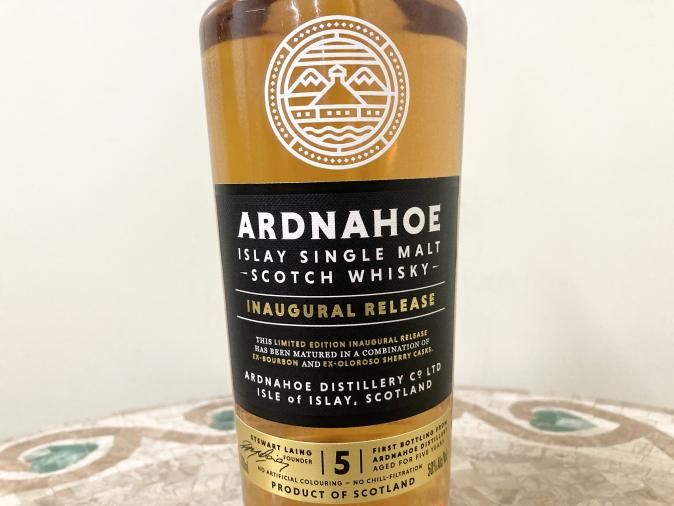 ARDNAHOE
ISLAY SINGLE MALT
SCOTCH WHISKY
INAUGURAL RELEASE
THIS LIMITED EDITION INAUGURAL RELEASE
HAS BEEN MATURED IN A COMBINATION OF
EX-BOURBON AND EX-OLOROSO SHERRY CASKS.
ARDNAHOE DISTILLERY Co LTD
ISLE of ISLAY, SCOTLAND
STEWART LAING
FOUNDER
5
FIRST BOTTLING FROM
ARDNAHOE DISTILLERY
AGED FOR FIVE YEARS
NO ARTIFICIAL COLOURING — NO CHILL-FILTRATION
50%
PRODUCT OF SCOTLAND